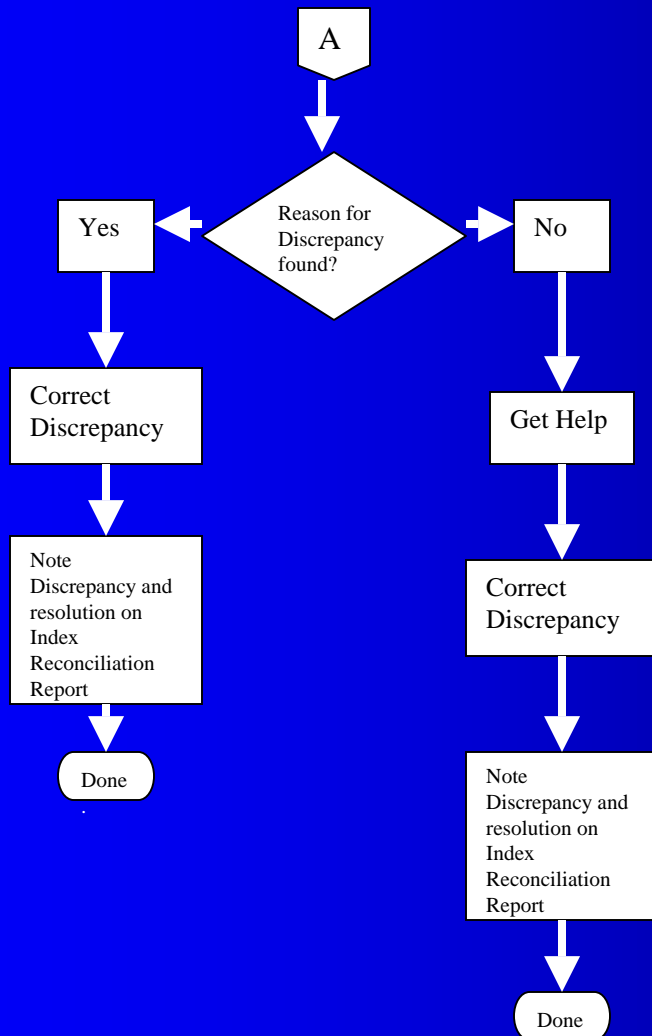 A
Reason for
Discrepancy
found?
Yes
No
Correct
Discrepancy
Get Help
Note
Discrepancy and
resolution on
Index
Reconciliation
Report
Correct
Discrepancy
Done
.
Note
Discrepancy and
resolution on
Index
Reconciliation
Report
Done